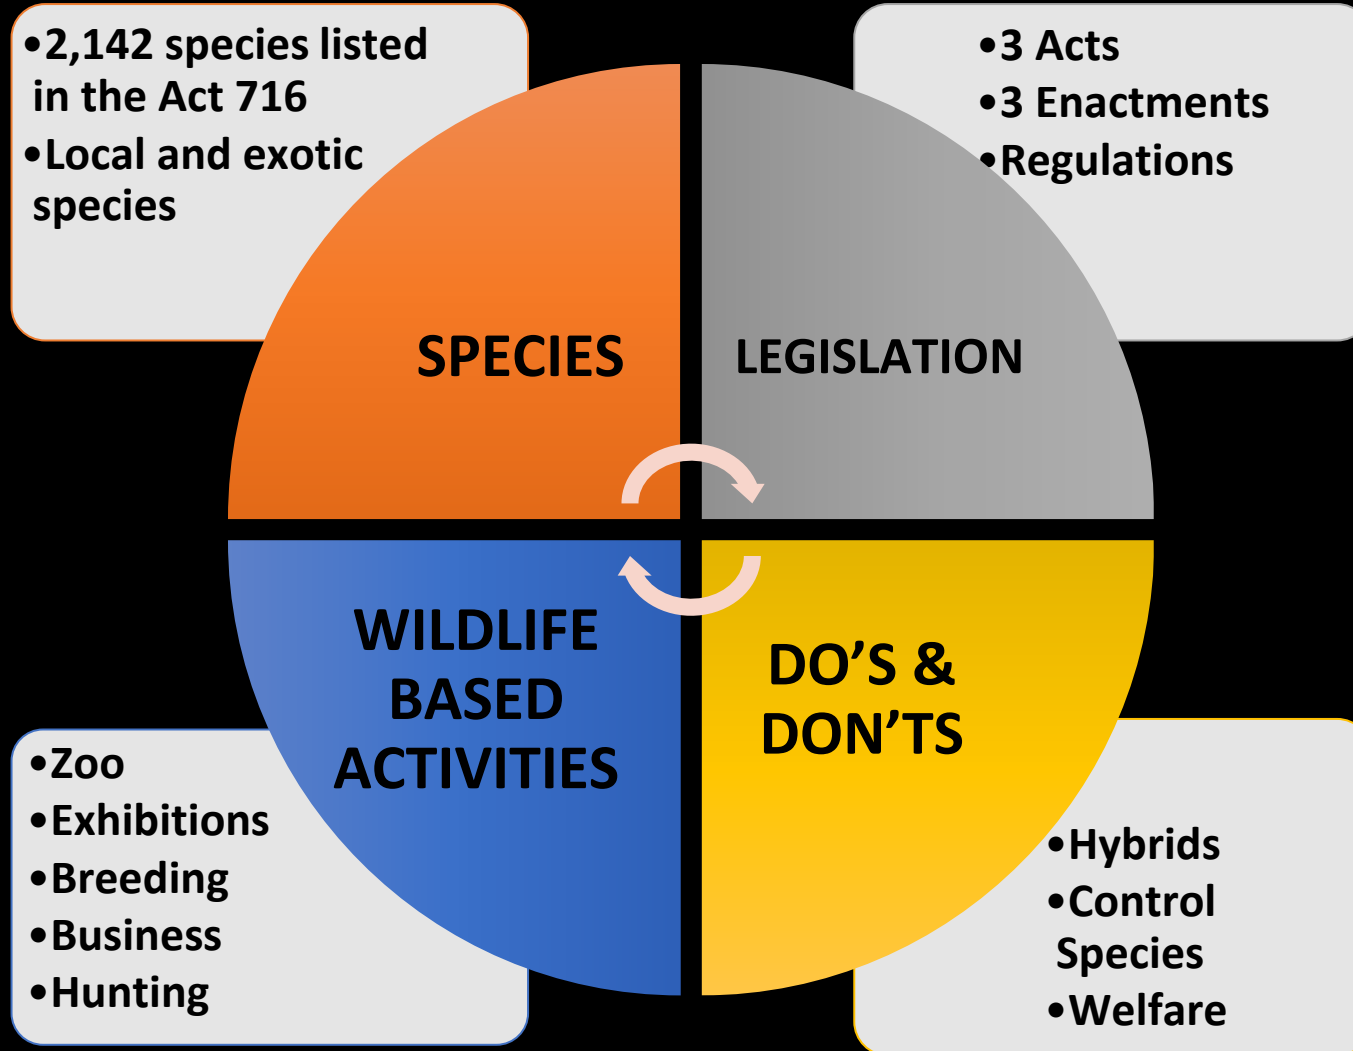 •2,142 species listed
in the Act 716
•Local and exotic
species
•3 Acts
•3 Enactments
•Regulations
SPECIES
LEGISLATION
WILDLIFE
BASED
ACTIVITIES
DO’S &
DON’TS
•Zoo
•Exhibitions
•Breeding
•Business
•Hunting
•Hybrids
•Control
Species
•Welfare